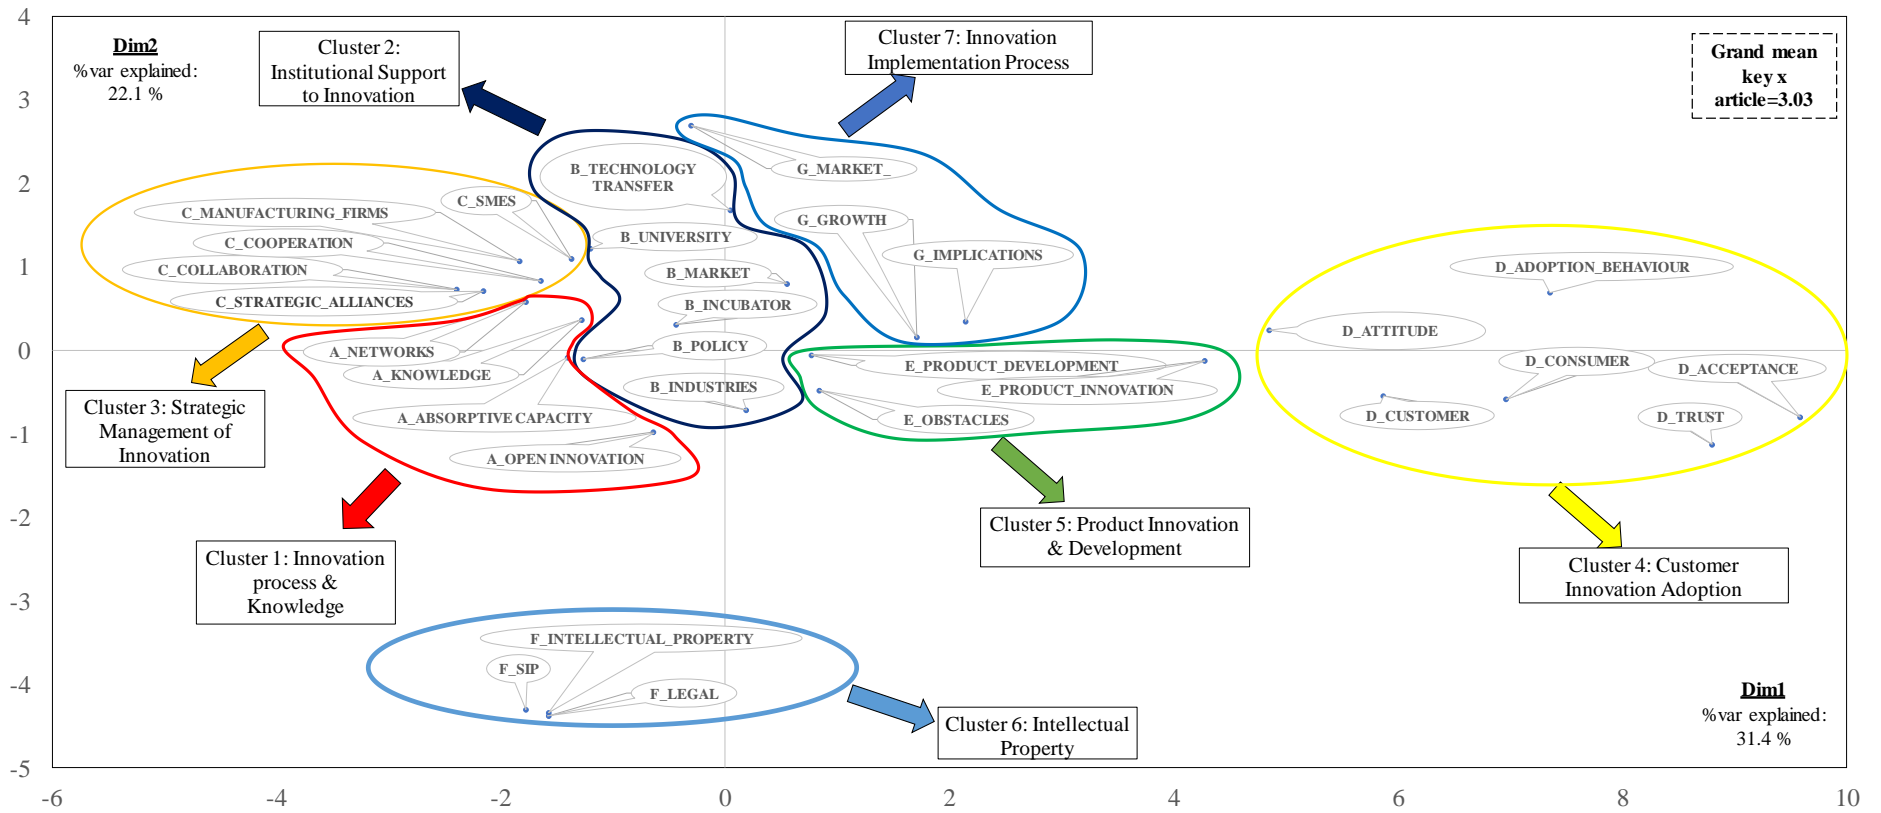 4
3
2
1
0
-1
-2
-3
-4
-5
-6
-4
-2
0
2
4
6
8
10
Dim2
%var explained:
22.1 %
Cluster 2:
Institutional Support
to Innovation
Cluster 7: Innovation
Implementation Process
Grand mean
key x
article=3.03
B_TECHNOLOGY
TRANSFER
G_MARKET_
C_SMES
C_MANUFACTURING_FIRMS
G_GROWTH
B_UNIVERSITY
C_COOPERATION
G_IMPLICATIONS
D_ADOPTION_BEHAVIOUR
C_COLLABORATION
B_MARKET
C_STRATEGIC_ALLIANCES
B_INCUBATOR
D_ATTITUDE
A_NETWORKS
B_POLICY
A_KNOWLEDGE
E_PRODUCT_DEVELOPMENT
D_CONSUMER
D_ACCEPTANCE
B_INDUSTRIES
E_PRODUCT_INNOVATION
A_ABSORPTIVE CAPACITY
E_OBSTACLES
D_CUSTOMER
D_TRUST
A_OPEN INNOVATION
Cluster 3: Strategic
Management of
Innovation
Cluster 1: Innovation
process &
Knowledge
Cluster 5: Product Innovation
& Development
Cluster 4: Customer
Innovation Adoption
F_INTELLECTUAL_PROPERTY
F_SIP
F_LEGAL
Cluster 6: Intellectual
Property
Dim1
%var explained:
31.4 %